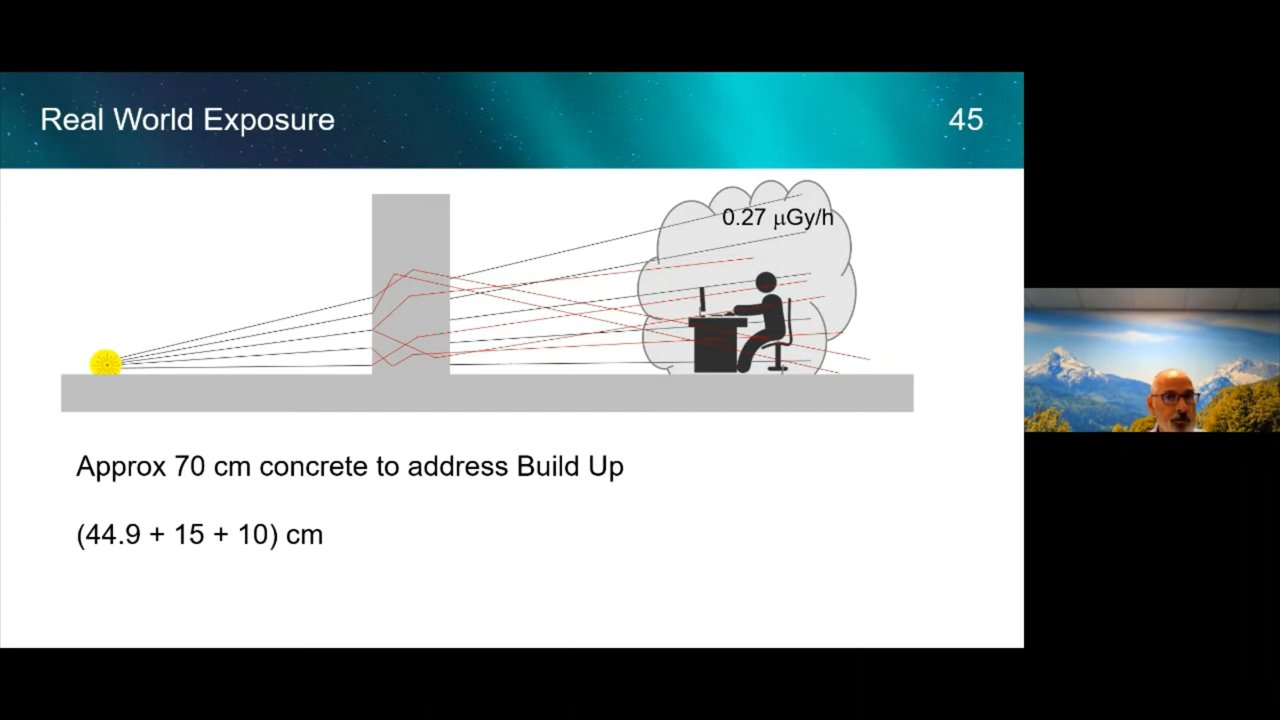 Real World Exposure
45
0.27 μGy/h
Approx 70 cm concrete to address Build Up
(44.9 + 15 + 10) cm